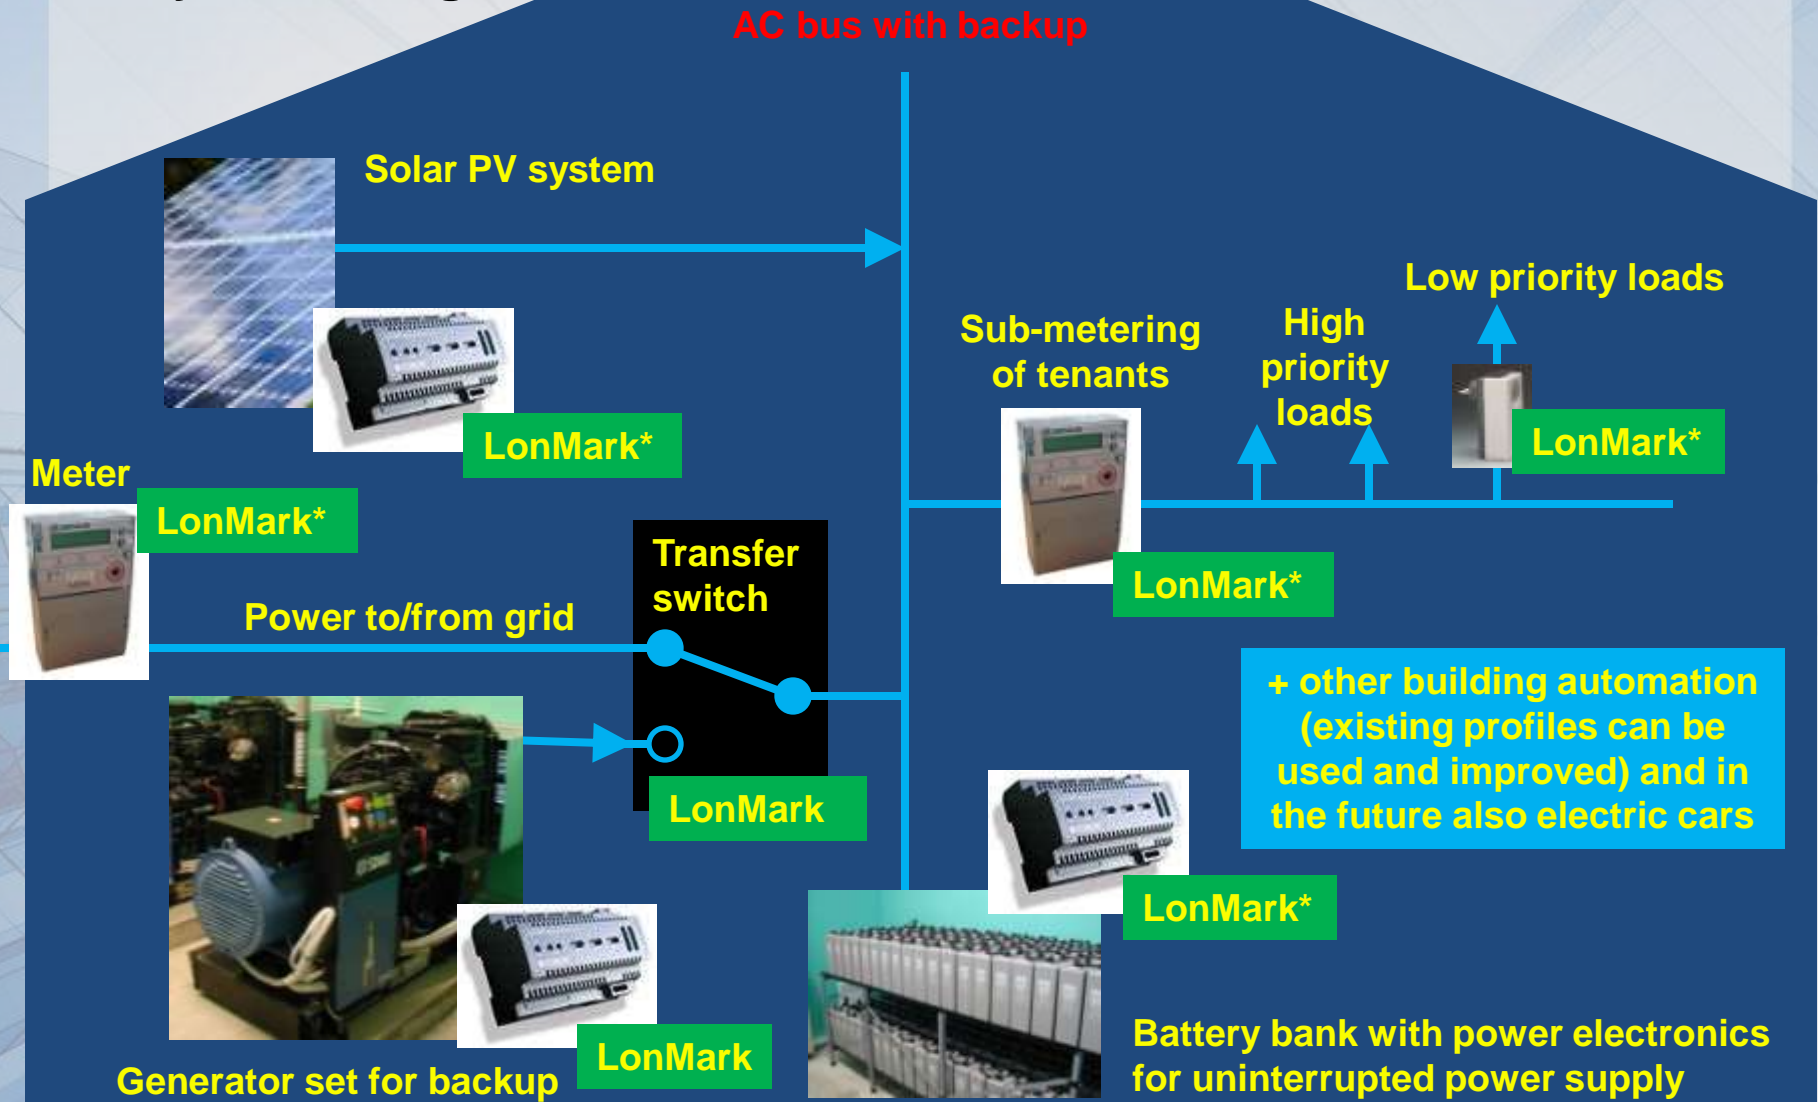 AC bus with backup
Solar PV system
LonMark*
Low priority loads
Sub-metering
of tenants
High
priority
loads
LonMark*
Meter
LonMark*
Transfer
switch
LonMark*
Power to/from grid
LonMark
+ other building automation
(existing profiles can be
used and improved) and in
the future also electric cars
LonMark*
LonMark
Generator set for backup
Battery bank with power electronics
for uninterrupted power supply